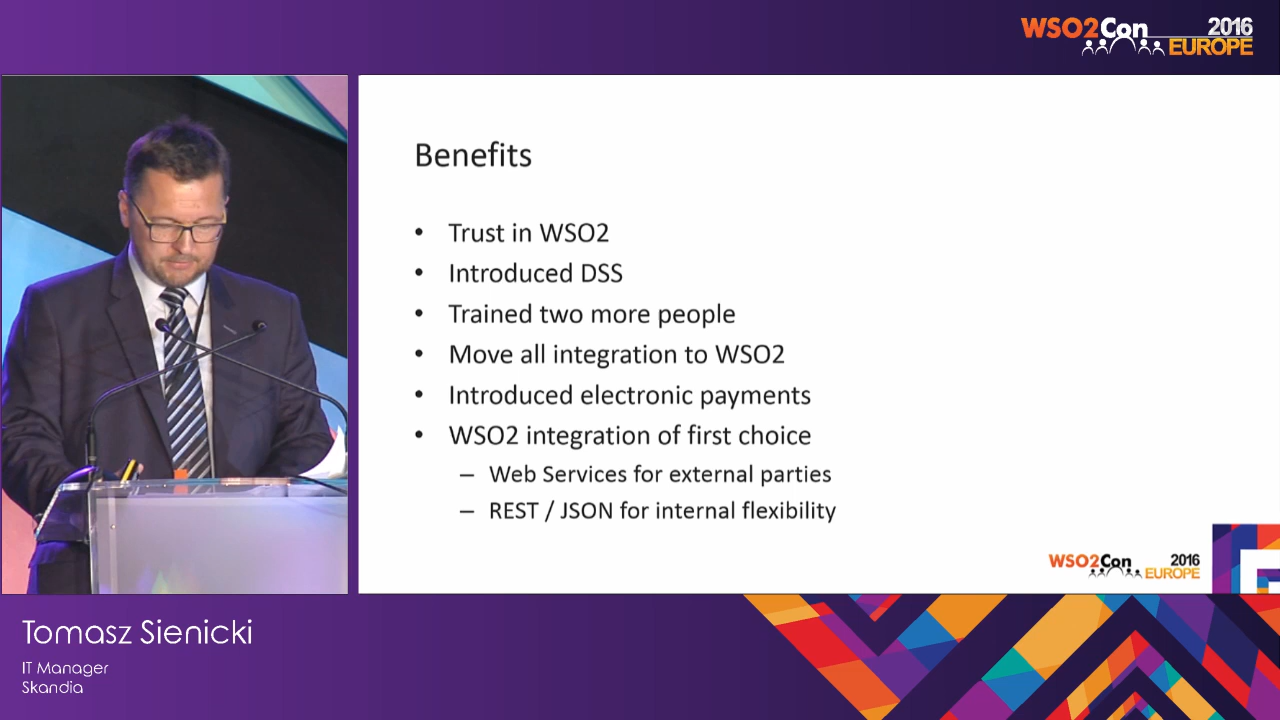 WSO2Con 2016
EUROPE
Benefits
• Trust in WSO2
• Introduced DSS
• Trained two more people
• Move all integration to WSO2
• Introduced electronic payments
• WSO2 integration of first choice
– Web Services for external parties
– REST / JSON for internal flexibility
WSO2Con 2016
EUROPE
Tomasz Sienicki
IT Manager
Skandia